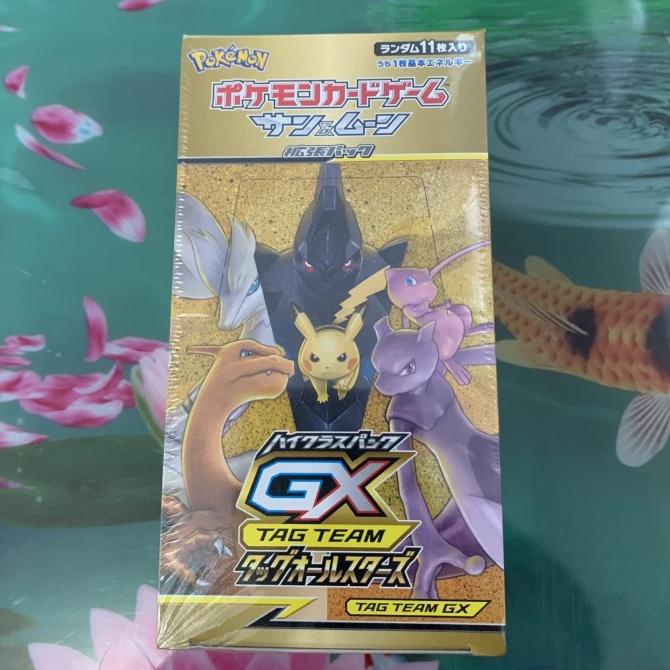 POKÉMON
ランダム11枚入り
うち1枚基本エネルギー
ポケモンカードゲーム
サン&ムーン
拡張パック
ハイクラスパック
GX
TAG TEAM
タッグオールスターズ
TAG TEAM GX